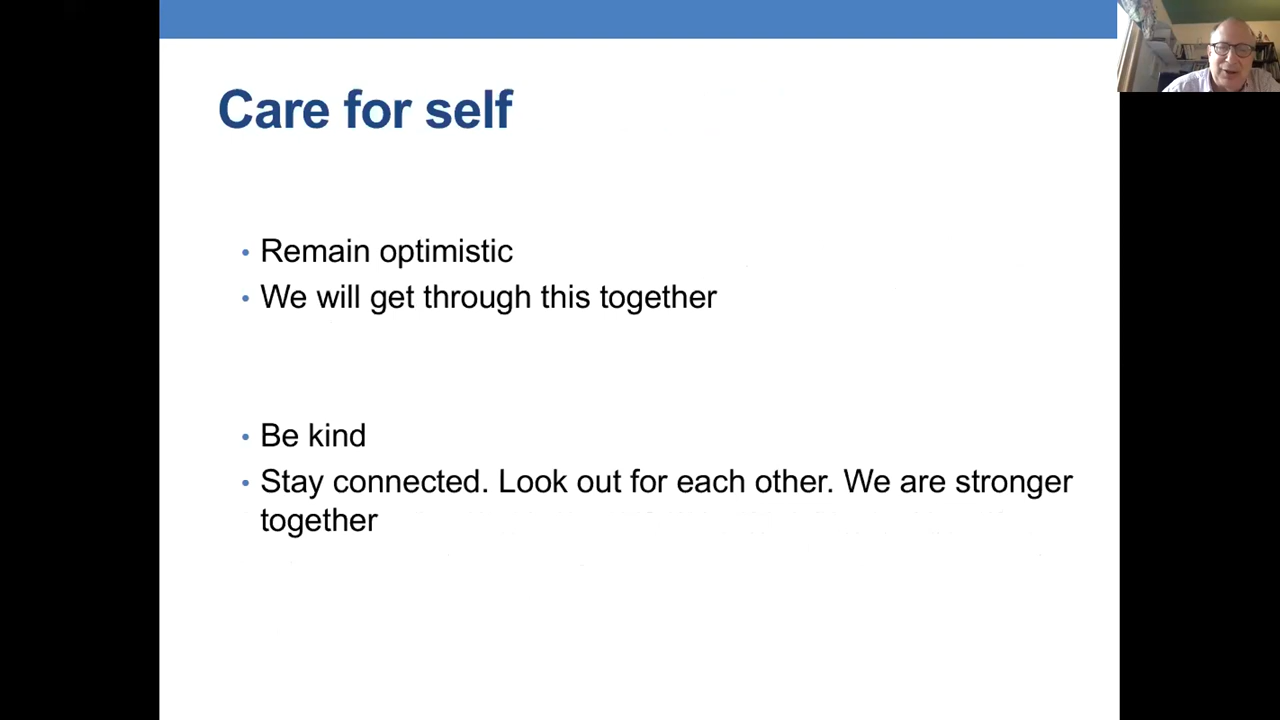 Care for self
• Remain optimistic
• We will get through this together
• Be kind
• Stay connected. Look out for each other. We are stronger
together